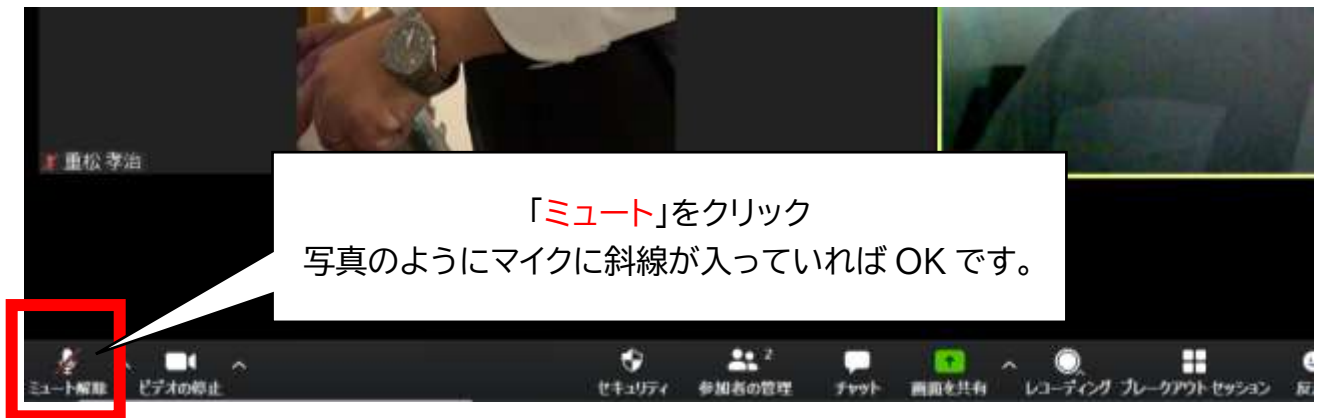 重松 孝治
「ミュート」をクリック
写真のようにマイクに斜線が入っていれば OK です。
2
ミュート解除 ビデオの停止 セキュリティ 参加者の管理 チャット 画面を共有 レコーディング ブレークアウト セッション 反